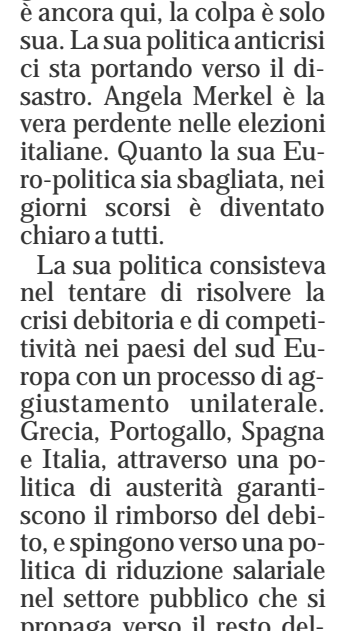 è ancora qui, la colpa è solo
sua. La sua politica anticrisi
ci sta portando verso il di-
sastro. Angela Merkel è la
vera perdente nelle elezioni
italiane. Quanto la sua Eu-
ro-politica sia sbagliata, nei
giorni scorsi è diventato
chiaro a tutti.
La sua politica consisteva
nel tentare di risolvere la
crisi debitoria e di competi-
tività nei paesi del sud Eu-
ropa con un processo di ag-
giustamento unilaterale.
Grecia, Portogallo, Spagna
e Italia, attraverso una po-
litica di austerità garanti-
scono il rimborso del debi-
to, e spingono verso una po-
litica di riduzione salariale
nel settore pubblico che si
propaga verso il resto del-